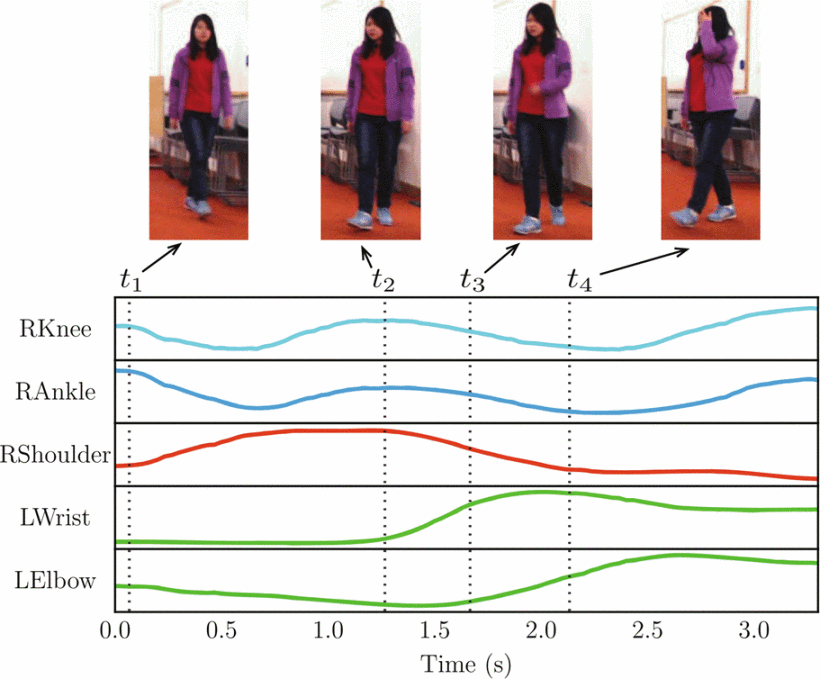 t₁ t₂ t₃ t₄
RKnee
RAnkle
RShoulder
LWrist
LElbow
0.0 0.5 1.0 1.5 2.0 2.5 3.0
Time (s)